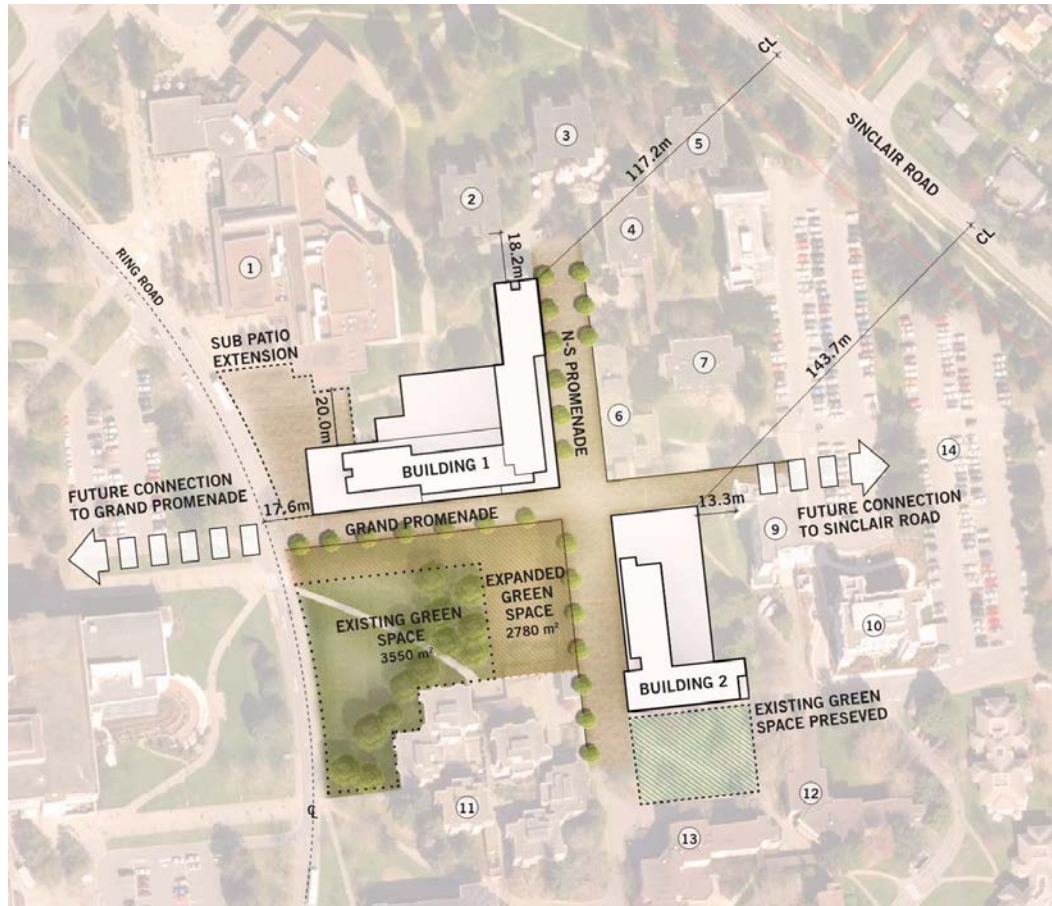 CL
SINCLAIR ROAD
CL
117.2m
143.7m
3
5
2
4
18.2m
1
RING ROAD
SUB PATIO
EXTENSION
20.0m
N-S PROMENADE
7
6
BUILDING 1
14
FUTURE CONNECTION
TO GRAND PROMENADE
17.6m
GRAND PROMENADE
13.3m
9
FUTURE CONNECTION
TO SINCLAIR ROAD
EXISTING GREEN
SPACE
3550 m²
EXPANDED
GREEN
SPACE
2780 m²
10
BUILDING 2
EXISTING GREEN
SPACE PRESEVED
11
12
13
CL